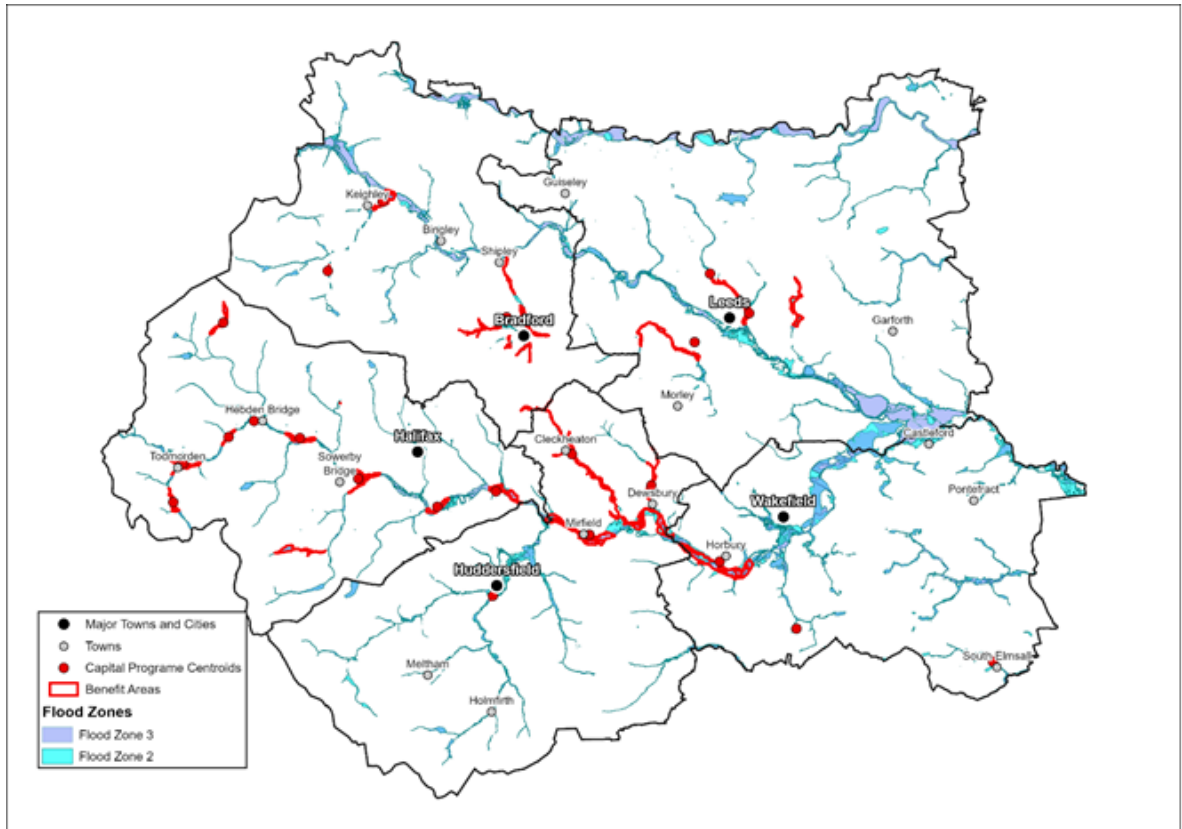 Guiseley
Keighley
Bingley
Shipley
Leeds
Bradford
Garforth
Morley
Hebden Bridge
Halifax
Cleckheaton
Castleford
Todmorden
Sowerby
Bridge
Dewsbury
Pontefract
Wakefield
Mirfield
Horbury
Huddersfield
Meltham
South Elmsall
Holmfirth
Major Towns and Cities
Towns
Capital Programe Centroids
Benefit Areas
Flood Zones
Flood Zone 3
Flood Zone 2